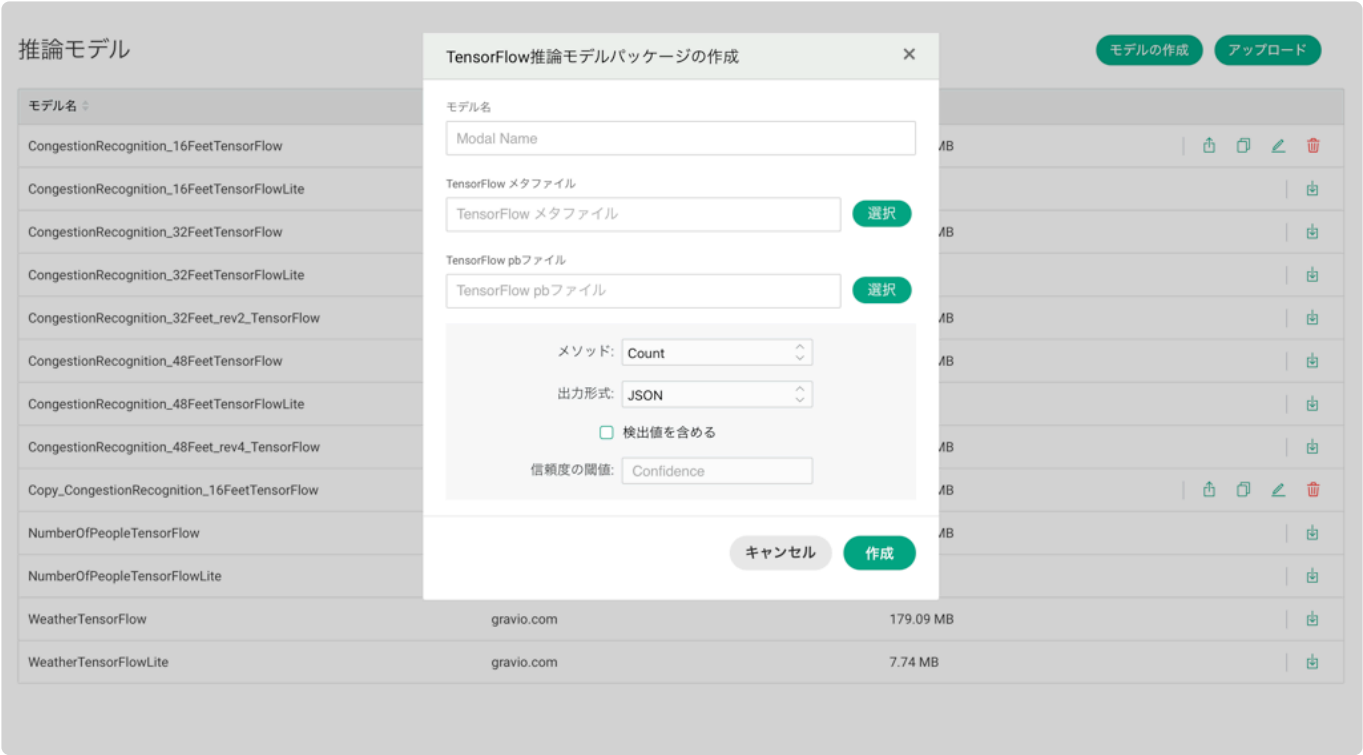 推論モデル
モデルの作成
アップロード
モデル名
CongestionRecognition_16FeetTensorFlow
MB
CongestionRecognition_16FeetTensorFlowLite
CongestionRecognition_32FeetTensorFlow
MB
CongestionRecognition_32FeetTensorFlowLite
CongestionRecognition_32Feet_rev2_TensorFlow
MB
CongestionRecognition_48FeetTensorFlow
MB
CongestionRecognition_48FeetTensorFlowLite
CongestionRecognition_48Feet_rev4_TensorFlow
MB
Copy_CongestionRecognition_16FeetTensorFlow
MB
NumberOfPeopleTensorFlow
MB
NumberOfPeopleTensorFlowLite
WeatherTensorFlow gravio.com 179.09 MB
WeatherTensorFlowLite gravio.com 7.74 MB
TensorFlow推論モデルパッケージの作成
モデル名
Modal Name
TensorFlow メタファイル
TensorFlow メタファイル 選択
TensorFlow pbファイル
TensorFlow pbファイル 選択
メソッド: Count
出力形式: JSON
検出値を含める
信頼度の閾値: Confidence
キャンセル 作成